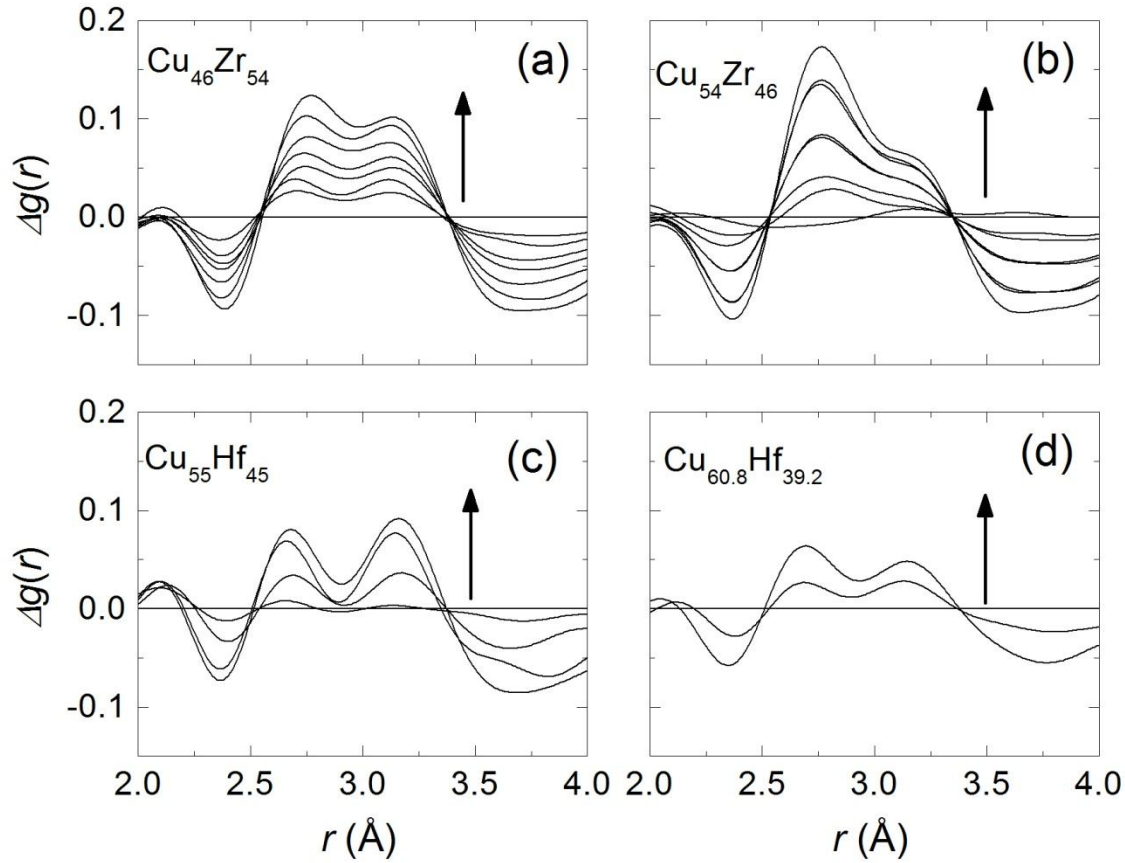 0.2
0.1
0.0
-0.1
Δg(r)
Cu₄₆Zr₅₄
(a)
Cu₅₄Zr₄₆
(b)
0.2
0.1
0.0
-0.1
Δg(r)
Cu₅₅Hf₄₅
(c)
Cu₆₀.₈Hf₃₉.₂
(d)
2.0 2.5 3.0 3.5 2.0 2.5 3.0 3.5 4.0
r (Å) r (Å)